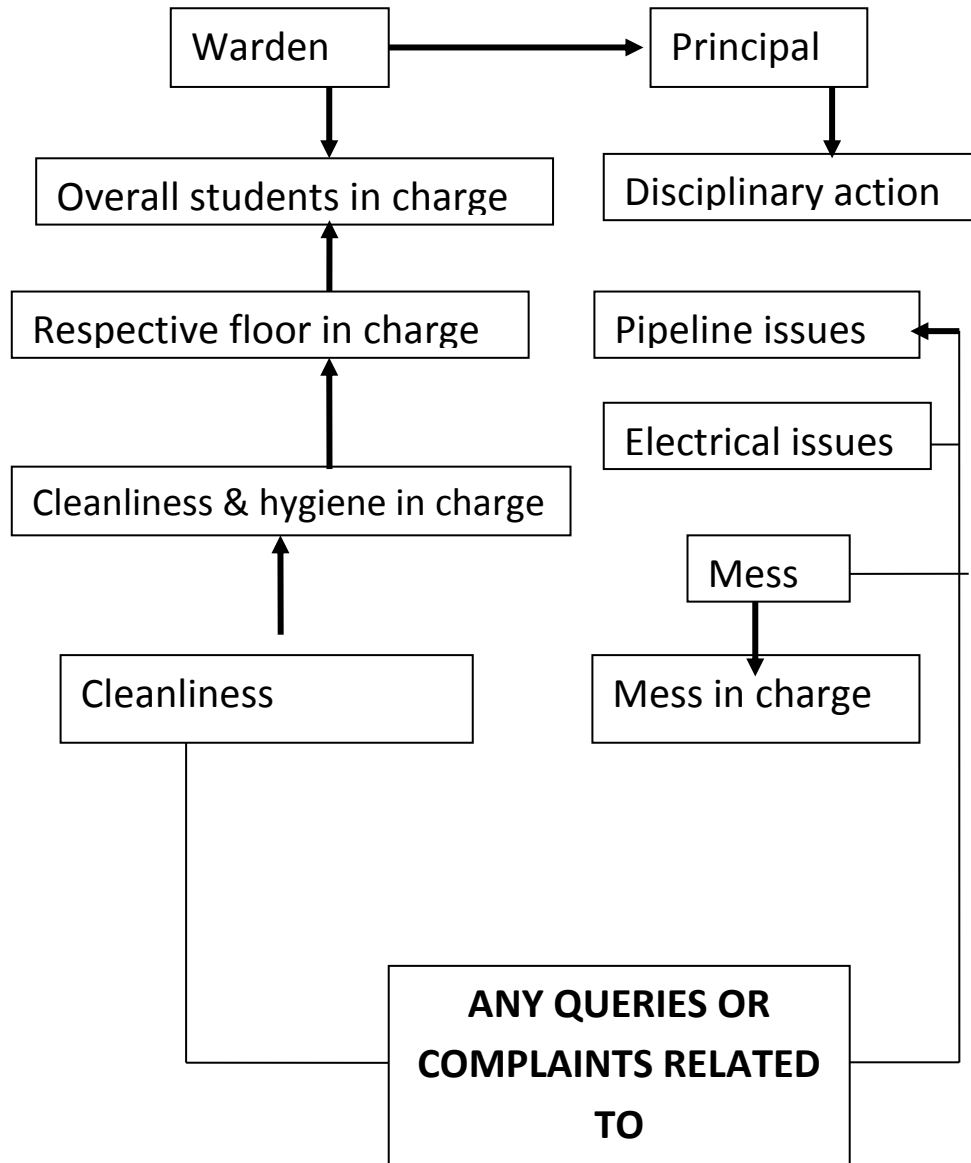 Warden
Principal
Overall students in charge
Disciplinary action
Respective floor in charge
Pipeline issues
Electrical issues
Cleanliness & hygiene in charge
Mess
Cleanliness
Mess in charge
ANY QUERIES OR
COMPLAINTS RELATED
TO